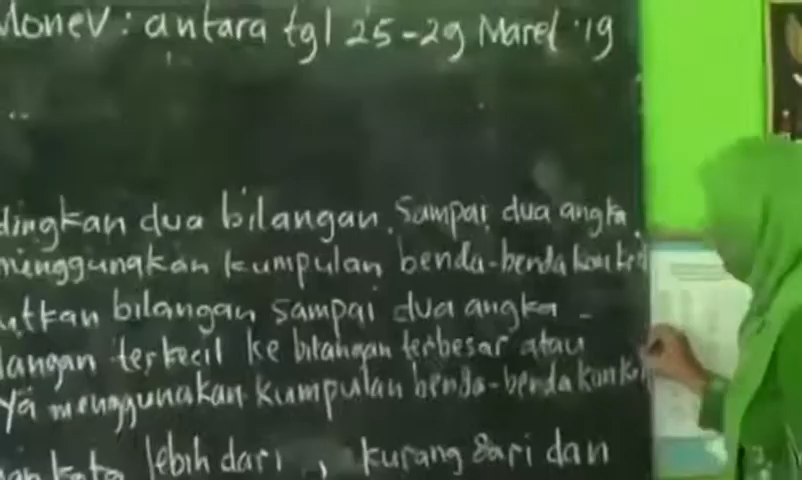 Monev : antara tgl 25-29 Maret '19
dingkan dua bilangan sampai dua angka
menggunakan kumpulan benda-benda konkrit
utkan bilangan sampai dua angka -
langan terkecil ke bilangan terbesar atau
ya menggunakan kumpulan benda-benda konkrit
kata lebih dari, kurang dari dan